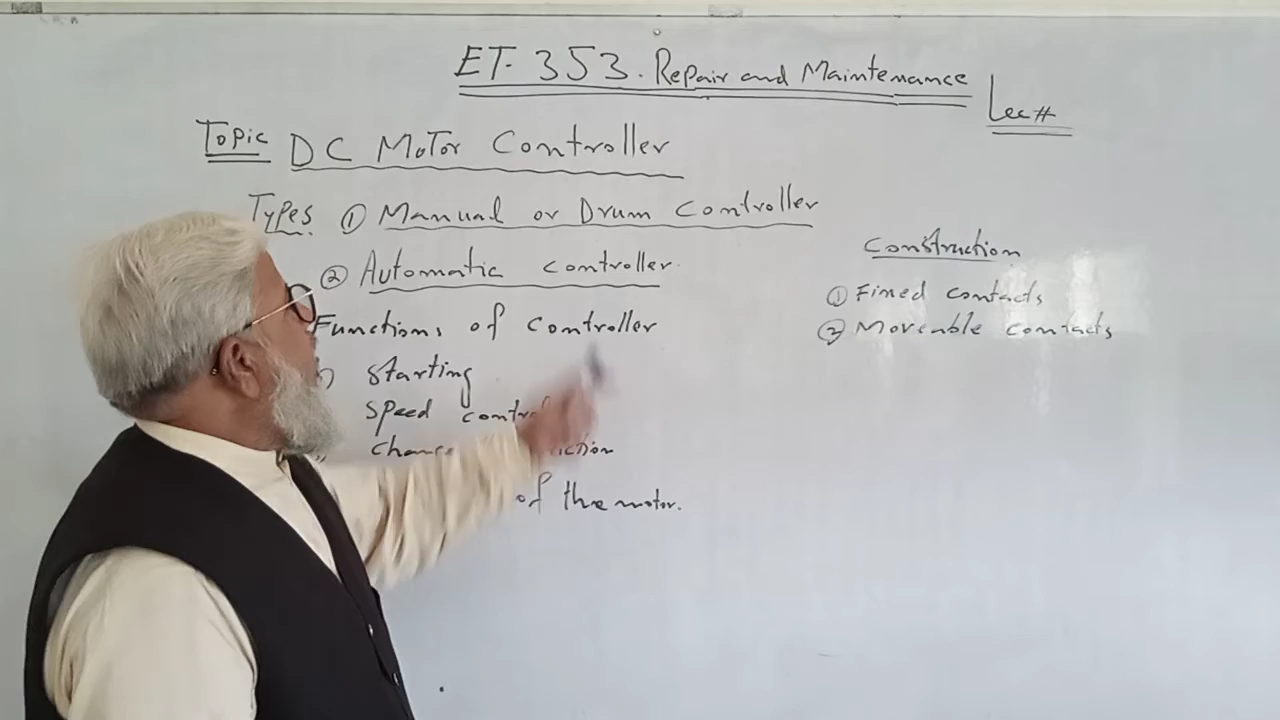 ET-353. Repair and Maintenance
Lec #
Topic DC Motor Controller
Types ① Manual or Drum Controller
② Automatic controller.
Functions of controller
Starting
Speed
of the motor.
Construction
① Fixed contacts
② Moveable contacts